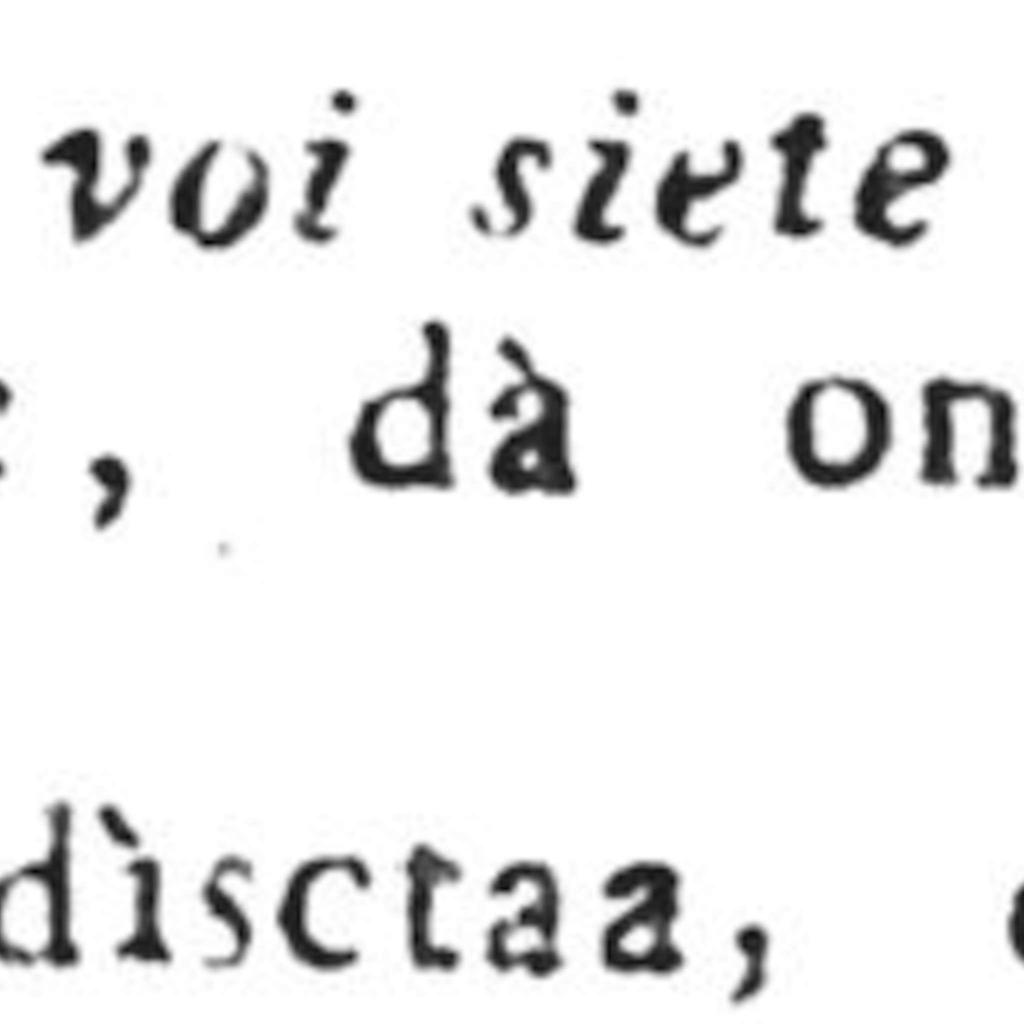 voi siete
, dà on
dìsctaa,